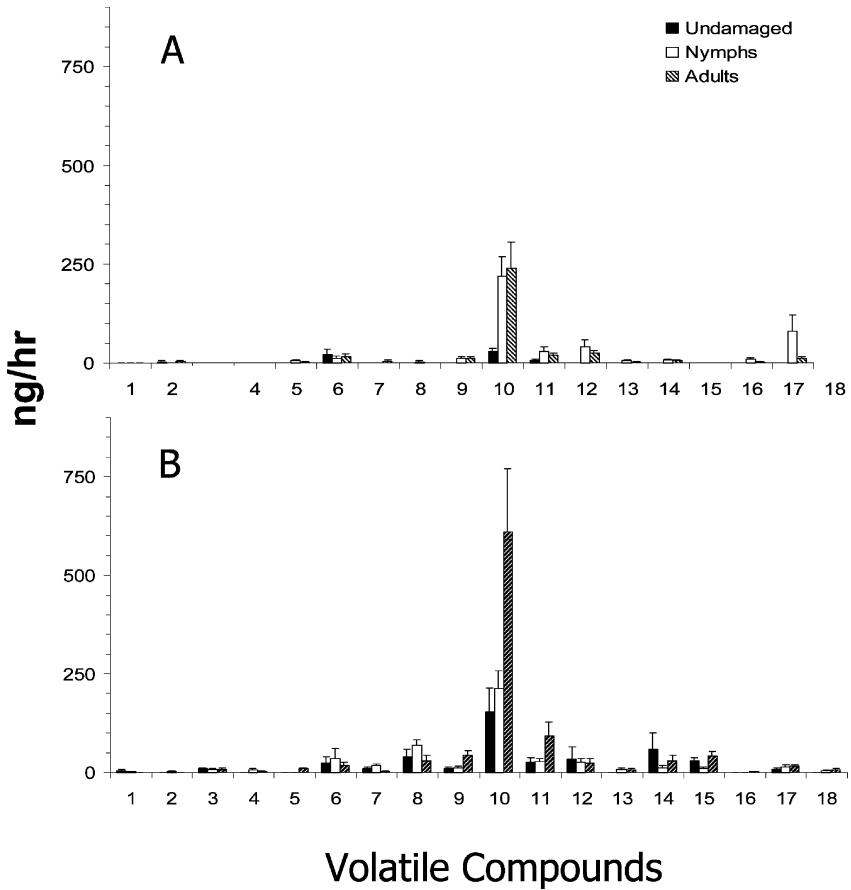 A
Undamaged
Nymphs
Adults
750
500
250
0
1 2 4 5 6 7 8 9 10 11 12 13 14 15 16 17 18
ng/hr
B
750
500
250
0
1 2 3 4 5 6 7 8 9 10 11 12 13 14 15 16 17 18
Volatile Compounds